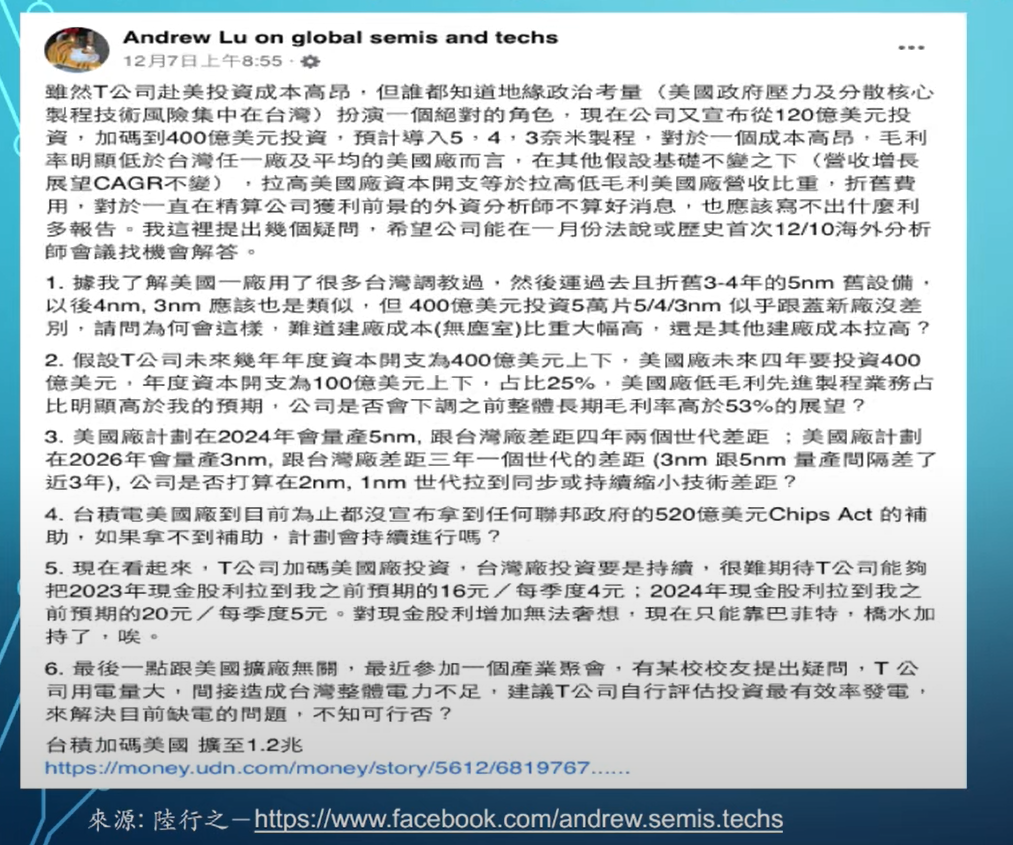 Andrew Lu on global semis and techs
12月7日上午8:55 ·
雖然T公司赴美投資成本高昂，但誰都知道地緣政治考量（美國政府壓力及分散核心
製程技術風險集中在台灣）扮演一個絕對的角色，現在公司又宣布從120億美元投
資，加碼到400億美元投資，預計導入5，4，3奈米製程，對於一個成本高昂，毛利
率明顯低於台灣任一廠及平均的美國廠而言，在其他假設基礎不變之下（營收增長
展望CAGR不變），拉高美國廠資本開支等於拉高低毛利美國廠營收比重，折舊費
用，對於一直在精算公司獲利前景的外資分析師不算好消息，也應該寫不出什麼利
多報告。我這裡提出幾個疑問，希望公司能在一月份法說或歷史首次12/10海外分析
師會議找機會解答。
1. 據我了解美國一廠用了很多台灣調教過，然後運過去且折舊3-4年的5nm 舊設備，
以後4nm, 3nm 應該也是類似，但 400億美元投資5萬片5/4/3nm 似乎跟蓋新廠沒差
別，請問為何會這樣，難道建廠成本(無塵室)比重大幅高，還是其他建廠成本拉高？
2. 假設T公司未來幾年年度資本開支為400億美元上下，美國廠未來四年要投資400
億美元，年度資本開支為100億美元上下，占比25%，美國廠低毛利先進製程業務占
比明顯高於我的預期，公司是否會下調之前整體長期毛利率高於53%的展望？
3. 美國廠計劃在2024年會量產5nm, 跟台灣廠差距四年兩個世代差距 ；美國廠計劃
在2026年會量產3nm, 跟台灣廠差距三年一個世代的差距 (3nm 跟5nm 量產間隔差了
近3年), 公司是否打算在2nm, 1nm 世代拉到同步或持續縮小技術差距？
4. 台積電美國廠到目前為止都沒宣布拿到任何聯邦政府的520億美元Chips Act 的補
助，如果拿不到補助，計劃會持續進行嗎？
5. 現在看起來，T公司加碼美國廠投資，台灣廠投資要是持續，很難期待T公司能夠
把2023年現金股利拉到我之前預期的16元／每季度4元；2024年現金股利拉到我之
前預期的20元／每季度5元。對現金股利增加無法奢想，現在只能靠巴菲特，橋水加
持了，唉。
6. 最後一點跟美國擴廠無關，最近參加一個產業聚會，有某校校友提出疑問，T 公
司用電量大，間接造成台灣整體電力不足，建議T公司自行評估投資最有效率發電，
來解決目前缺電的問題，不知可行否？
台積加碼美國 擴至1.2兆
https://money.udn.com/money/story/5612/6819767......
來源: 陸行之－https://www.facebook.com/andrew.semis.techs